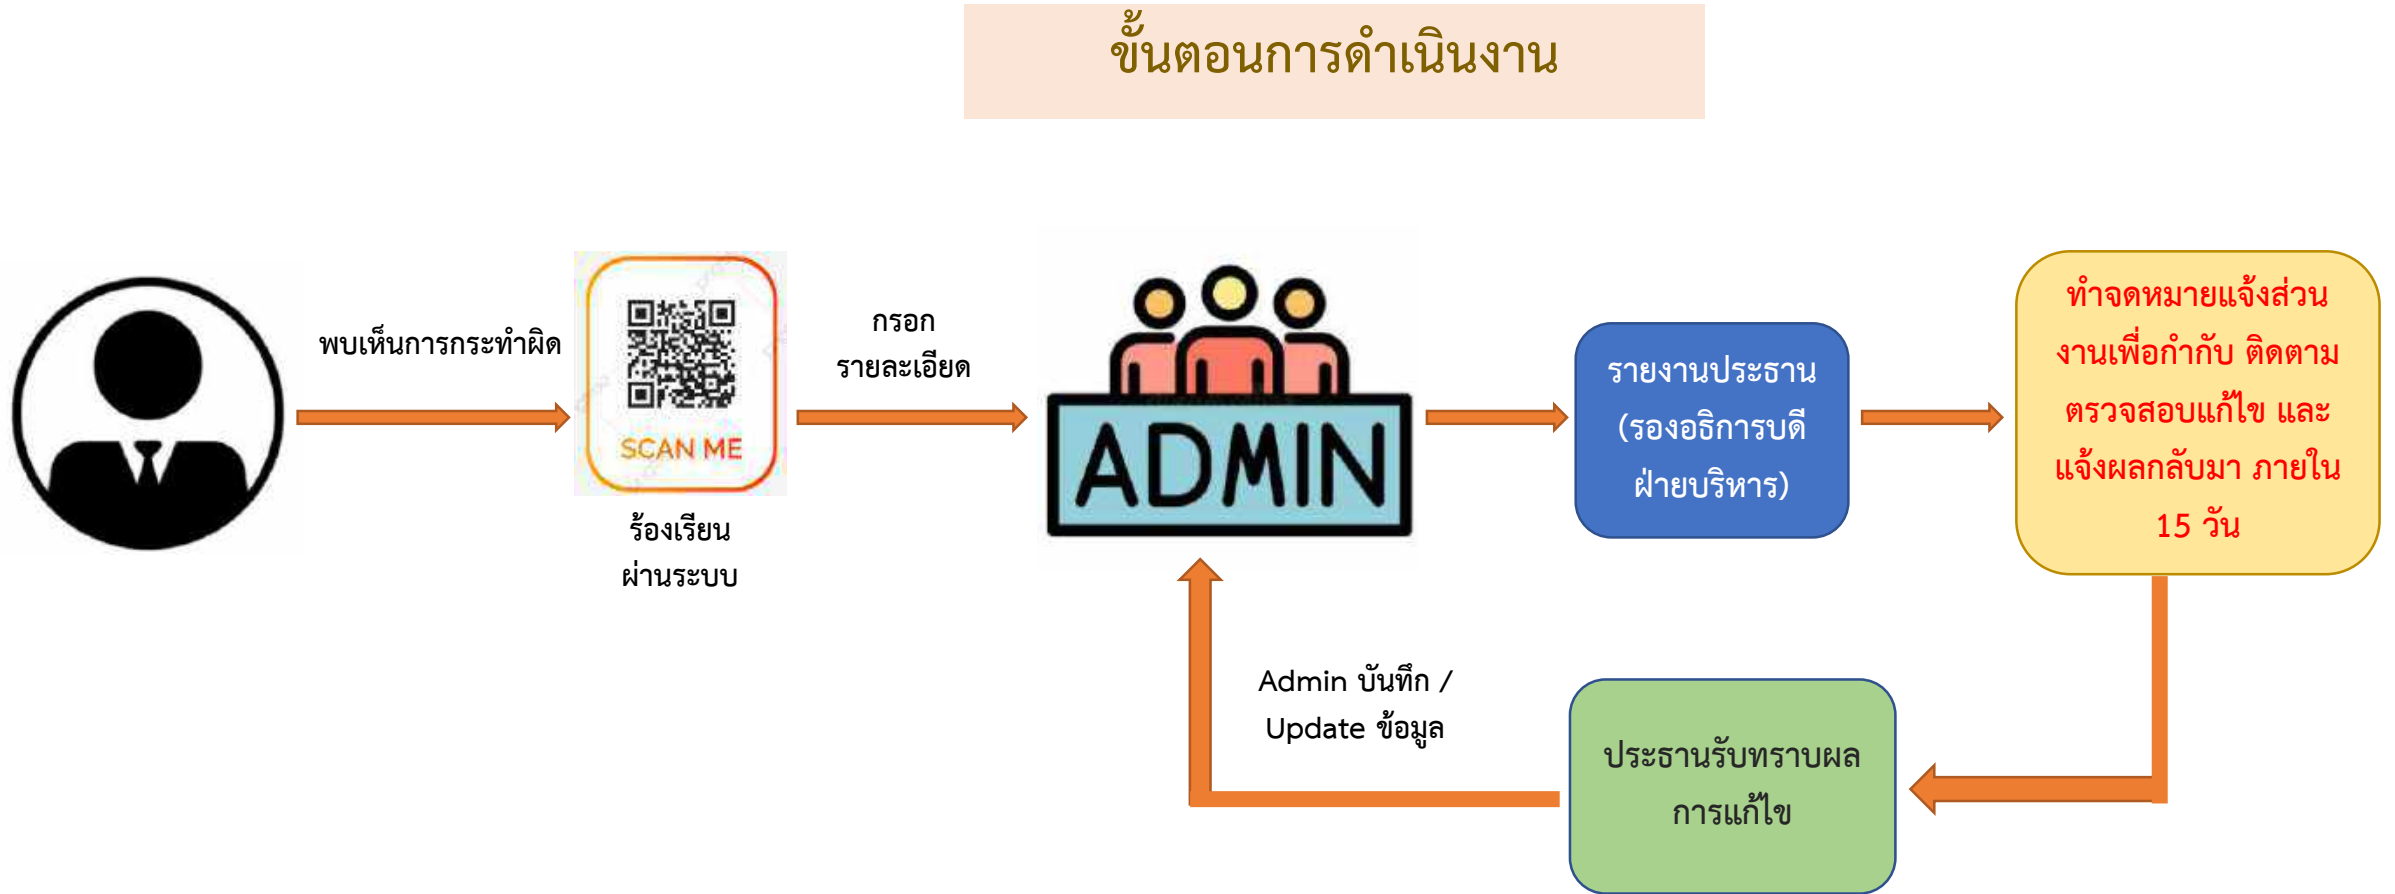 ขั้นตอนการดำเนินงาน
พบเห็นการกระทำผิด
SCAN ME
ร้องเรียน
ผ่านระบบ
กรอก
รายละเอียด
ADMIN
รายงานประธาน
(รองอธิการบดี
ฝ่ายบริหาร)
ทำจดหมายแจ้งส่วน
งานเพื่อกำกับ ติดตาม
ตรวจสอบแก้ไข และ
แจ้งผลกลับมา ภายใน
15 วัน
Admin บันทึก /
Update ข้อมูล
ประธานรับทราบผล
การแก้ไข